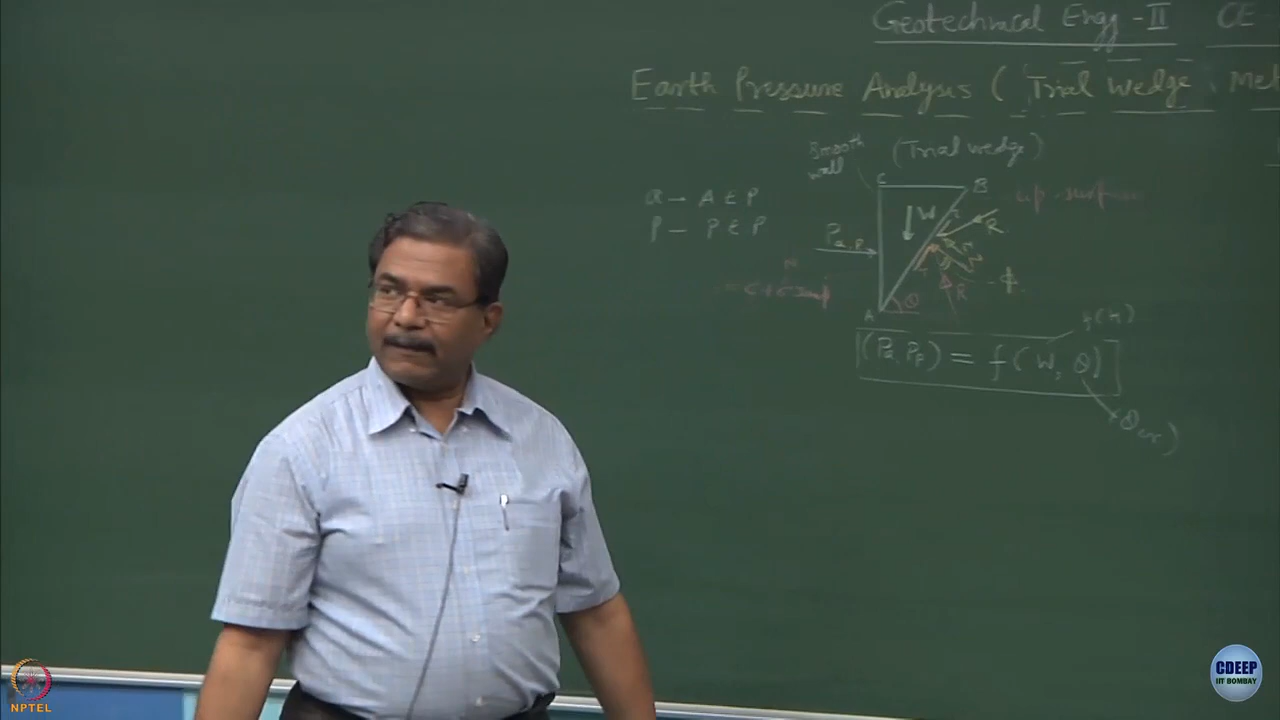 Geotechnical Engg - II CE
Earth Pressure Analysis ( Trial Wedge
Smooth
wall
(Trial wedge)
C
B
a - A E P
P - P E P
W
R
Pa,p
N
R
- ϕ
A
θ
f(h)
(Pa, Pp) = f(W, θ)
θcr)
NPTEL
CDEEP
IIT BOMBAY